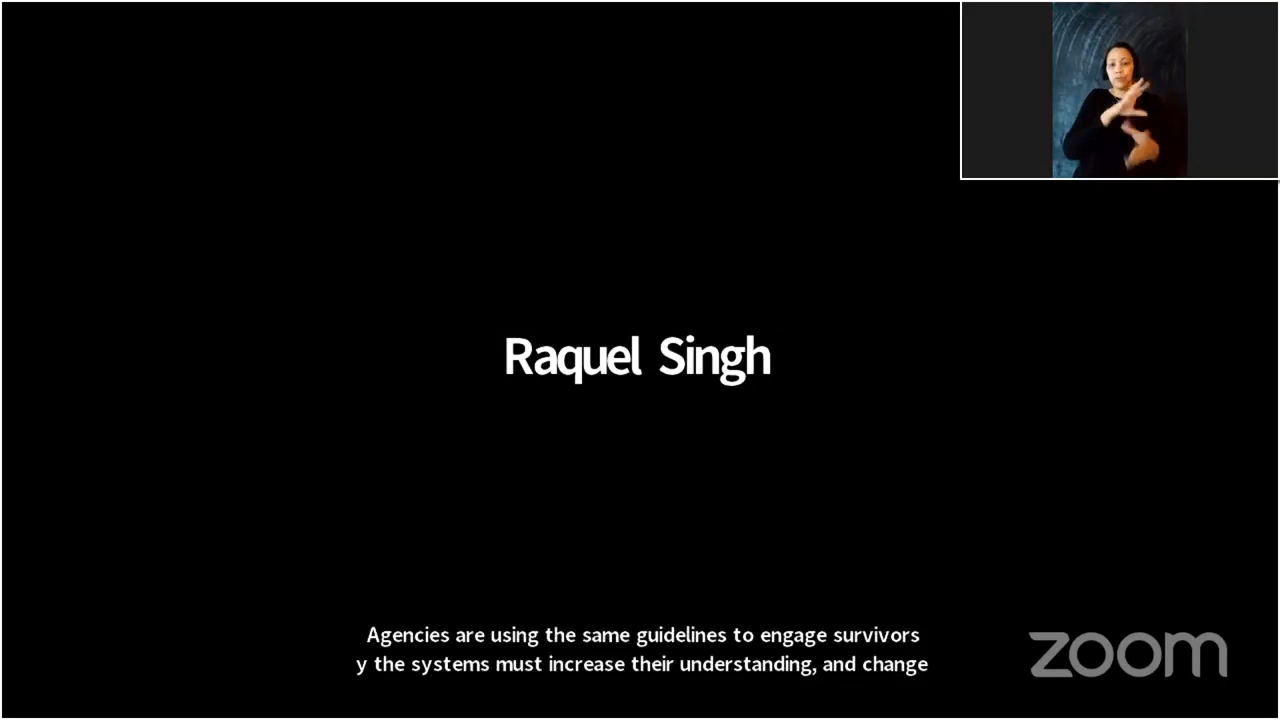 Raquel Singh
Agencies are using the same guidelines to engage survivors
y the systems must increase their understanding, and change
zoom